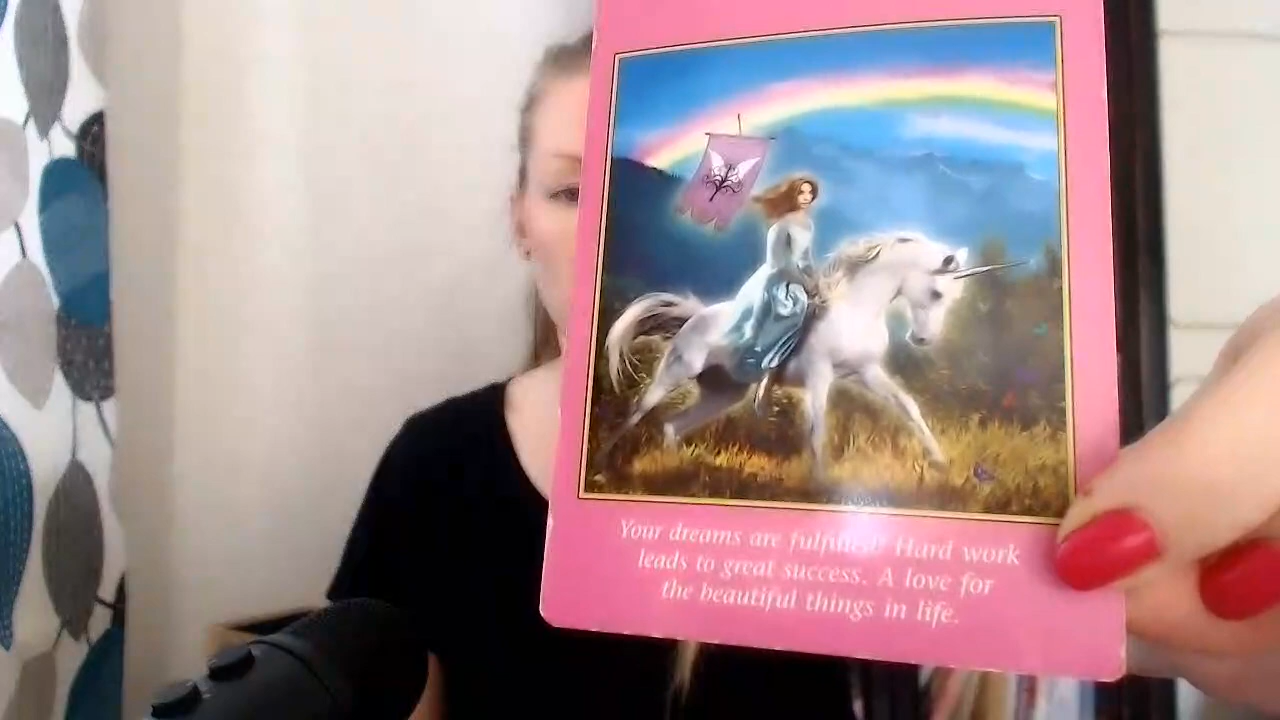 Your dreams are fulfilled! Hard work
leads to great success. A love for
the beautiful things in life.